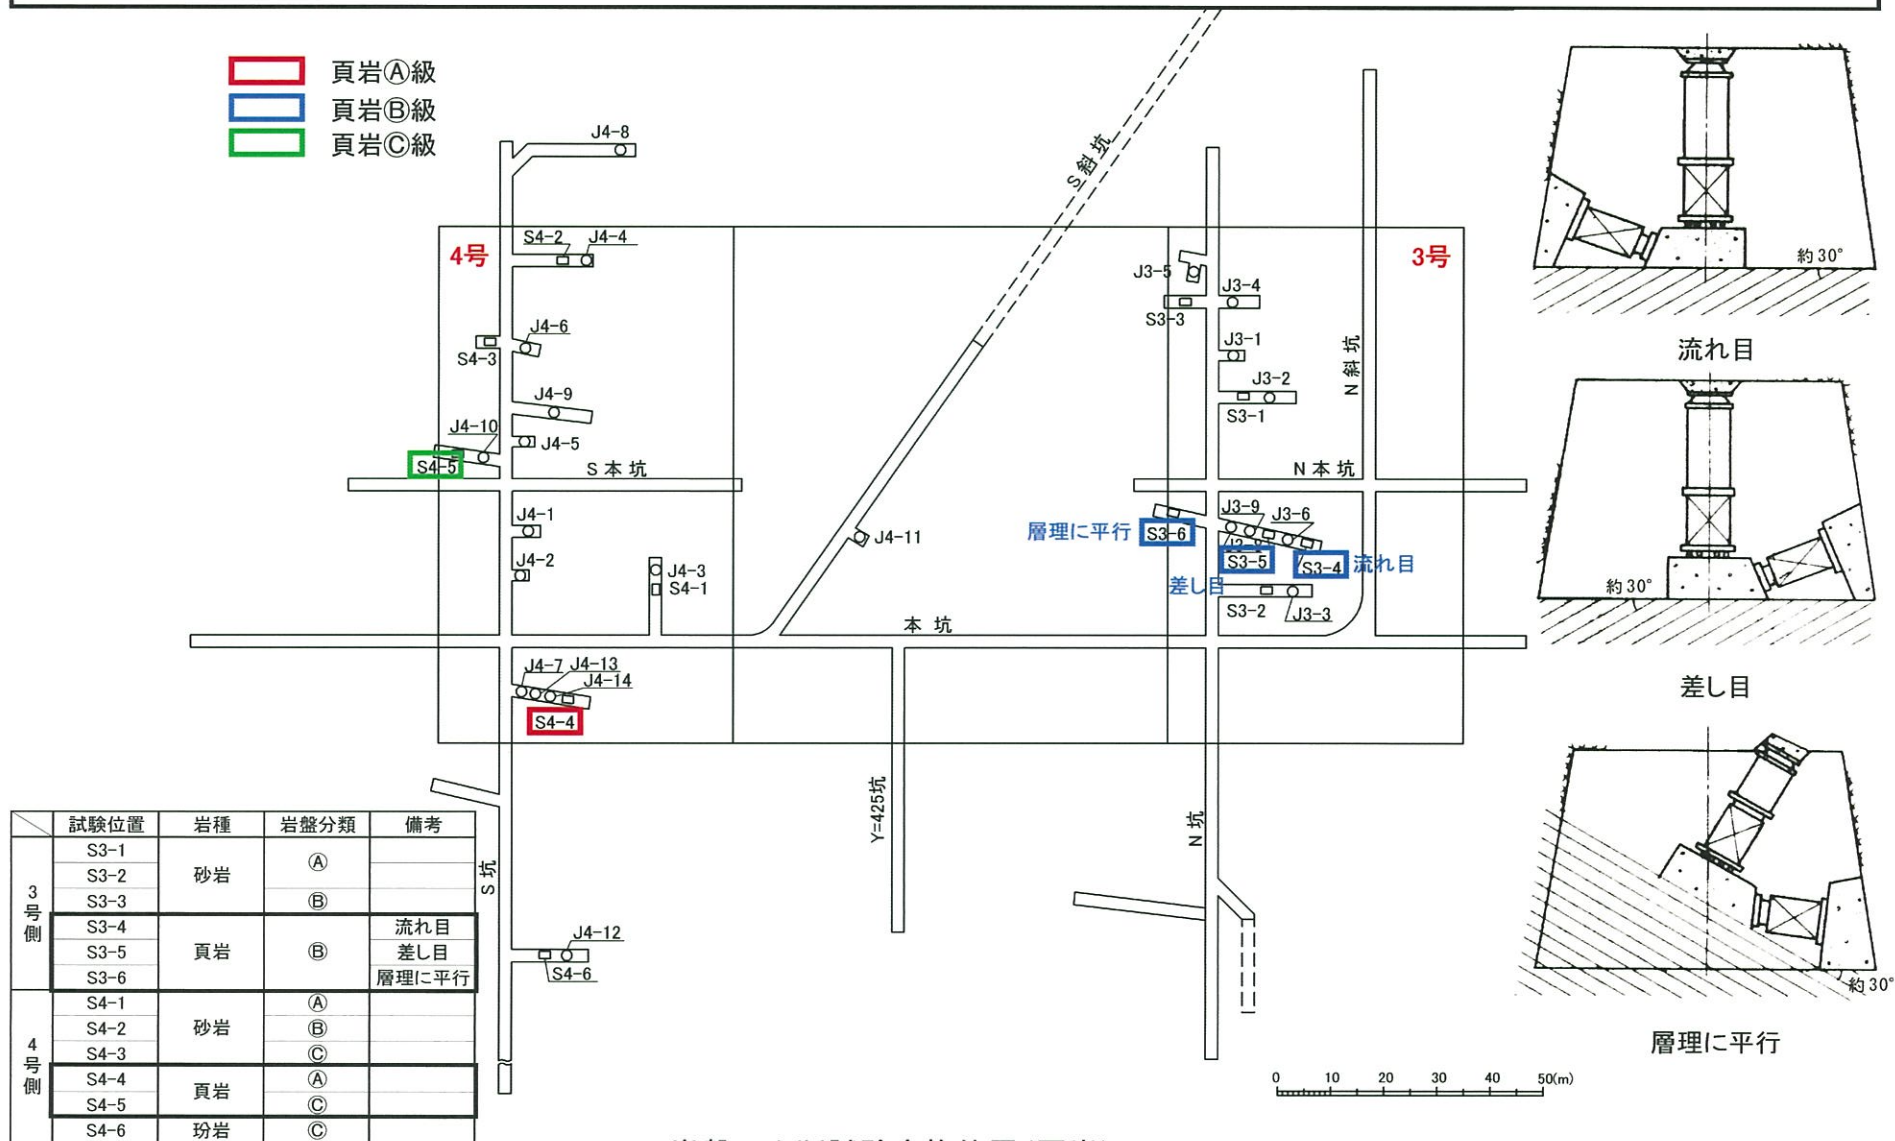 頁岩Ⓐ級
頁岩Ⓑ級
頁岩Ⓒ級
J4-8
S斜坑
4号
S4-2
J4-4
3号
J3-5
J3-4
S3-3
J4-6
S4-3
J3-1
N斜坑
J3-2
S3-1
J4-9
J4-10
J4-5
S4-5
S本坑
N本坑
J4-1
J4-2
J4-3
S4-1
J4-11
層理に平行
S3-6
J3-9
J3-6
S3-5
S3-4
流れ目
差し目
S3-2
J3-3
本坑
J4-7
J4-13
J4-14
S4-4
Y=425坑
N坑
S坑
J4-12
S4-6
約30°
流れ目
約30°
差し目
約30°
層理に平行
0 10 20 30 40 50(m)
試験位置 岩種 岩盤分類 備考
3号側
S3-1 砂岩 Ⓐ
S3-2
S3-3 Ⓑ
S3-4 頁岩 Ⓑ 流れ目
S3-5 差し目
S3-6 層理に平行
4号側
S4-1 砂岩 Ⓐ
S4-2 Ⓑ
S4-3 Ⓒ
S4-4 頁岩 Ⓐ
S4-5 Ⓒ
S4-6 玢岩 Ⓒ